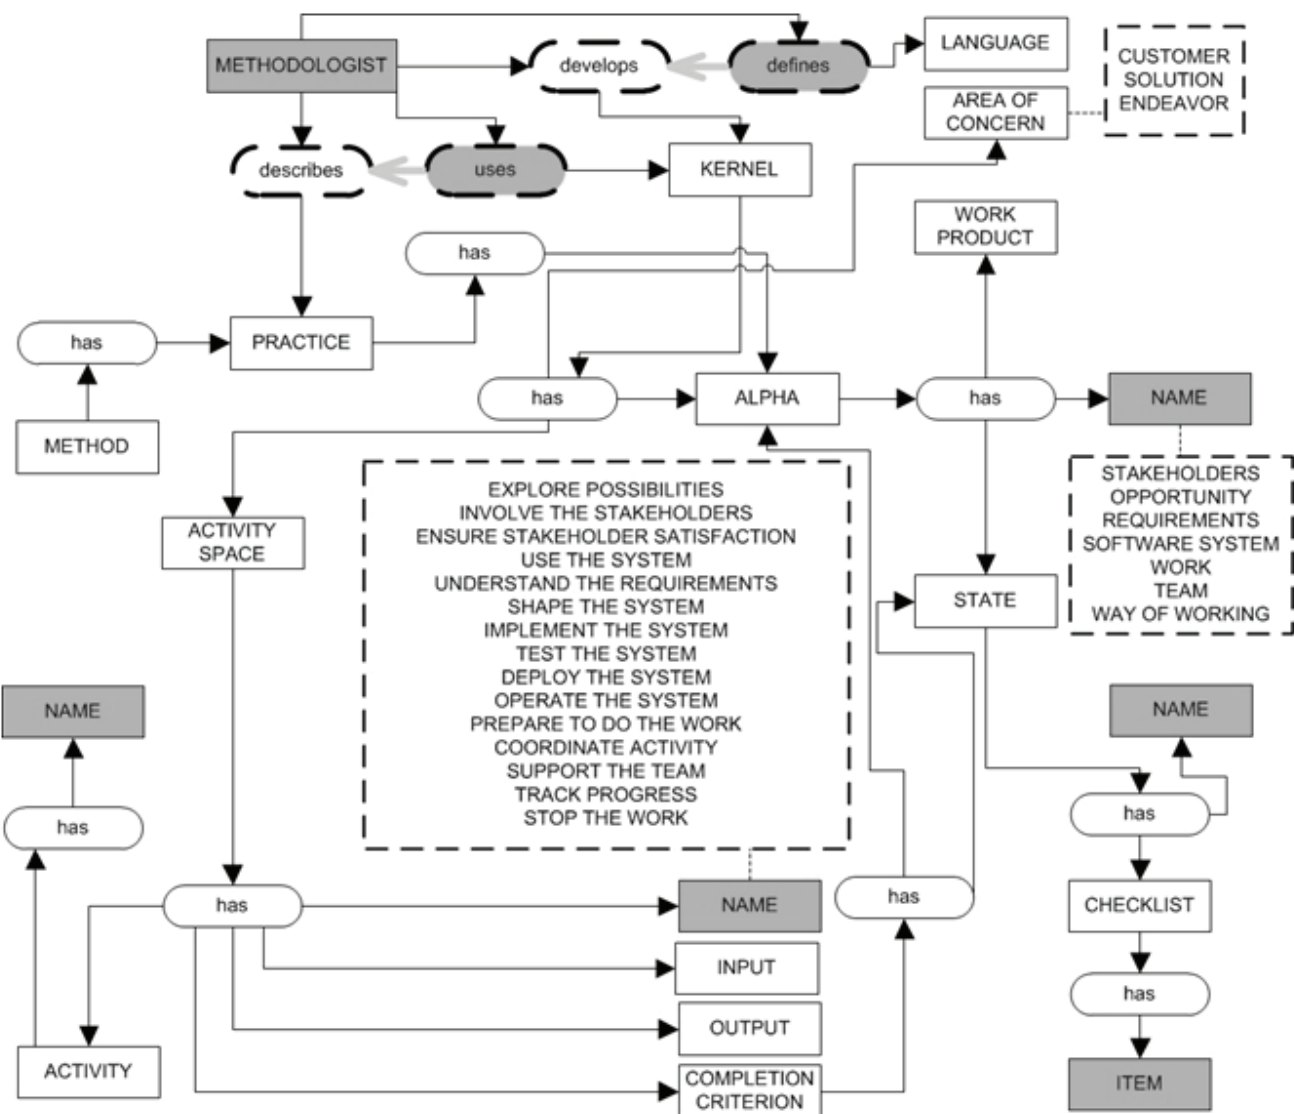 METHODOLOGIST
develops
defines
LANGUAGE
CUSTOMER
SOLUTION
ENDEAVOR
AREA OF
CONCERN
describes
uses
KERNEL
WORK
PRODUCT
has
has
PRACTICE
METHOD
has
ALPHA
has
NAME
STAKEHOLDERS
OPPORTUNITY
REQUIREMENTS
SOFTWARE SYSTEM
WORK
TEAM
WAY OF WORKING
ACTIVITY
SPACE
EXPLORE POSSIBILITIES
INVOLVE THE STAKEHOLDERS
ENSURE STAKEHOLDER SATISFACTION
USE THE SYSTEM
UNDERSTAND THE REQUIREMENTS
SHAPE THE SYSTEM
IMPLEMENT THE SYSTEM
TEST THE SYSTEM
DEPLOY THE SYSTEM
OPERATE THE SYSTEM
PREPARE TO DO THE WORK
COORDINATE ACTIVITY
SUPPORT THE TEAM
TRACK PROGRESS
STOP THE WORK
STATE
NAME
has
NAME
has
has
NAME
has
CHECKLIST
INPUT
has
OUTPUT
ACTIVITY
COMPLETION
CRITERION
ITEM